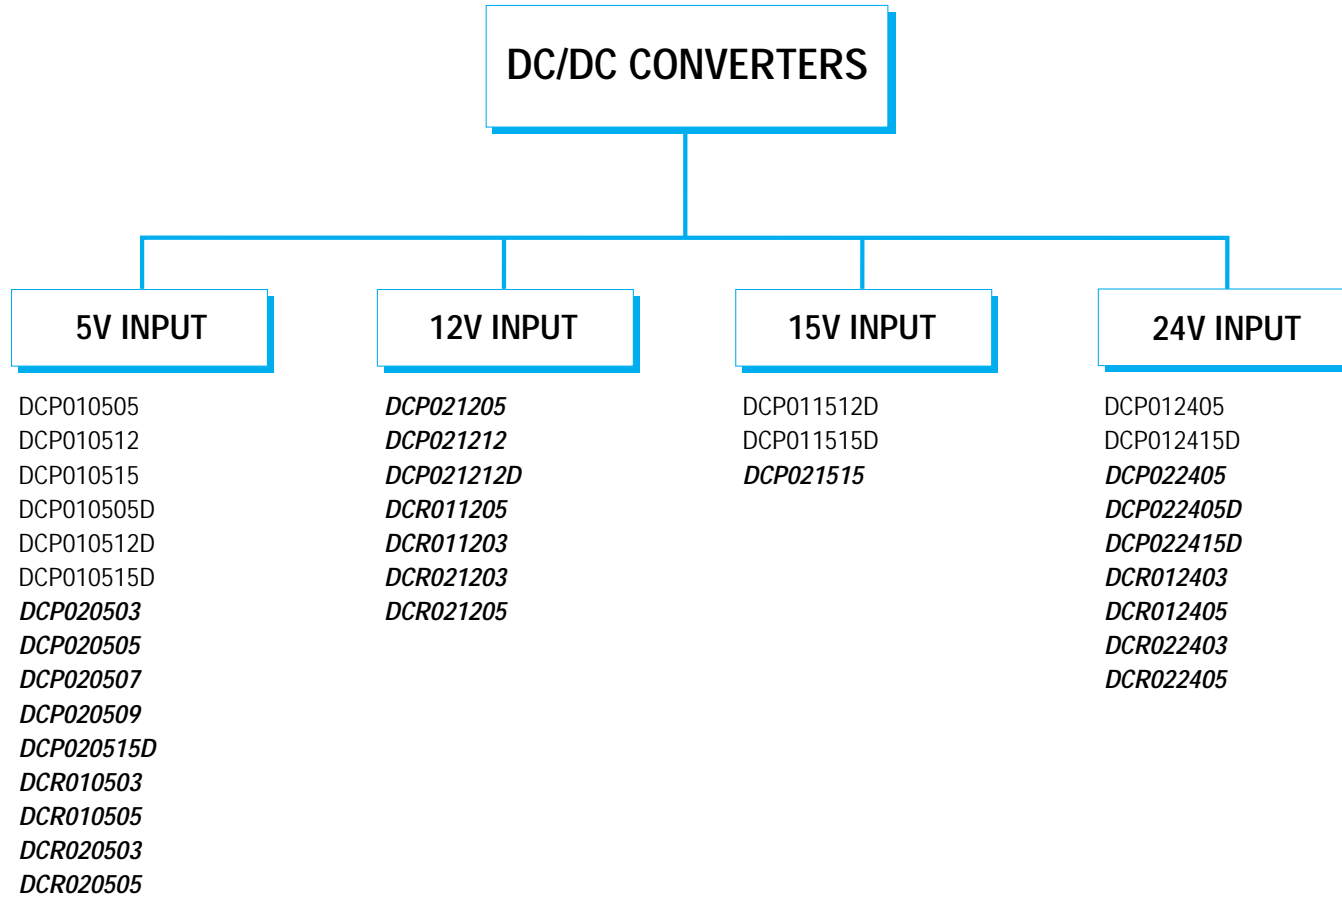 DC/DC CONVERTERS
5V INPUT
DCP010505
DCP010512
DCP010515
DCP010505D
DCP010512D
DCP010515D
DCP020503
DCP020505
DCP020507
DCP020509
DCP020515D
DCR010503
DCR010505
DCR020503
DCR020505
12V INPUT
DCP021205
DCP021212
DCP021212D
DCR011205
DCR011203
DCR021203
DCR021205
15V INPUT
DCP011512D
DCP011515D
DCP021515
24V INPUT
DCP012405
DCP012415D
DCP022405
DCP022405D
DCP022415D
DCR012403
DCR012405
DCR022403
DCR022405